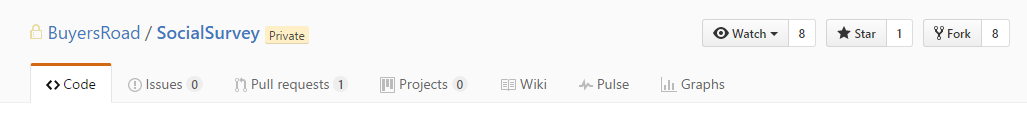 BuyersRoad / SocialSurvey Private Watch 8 Star 1 Fork 8
Code Issues 0 Pull requests 1 Projects 0 Wiki Pulse Graphs